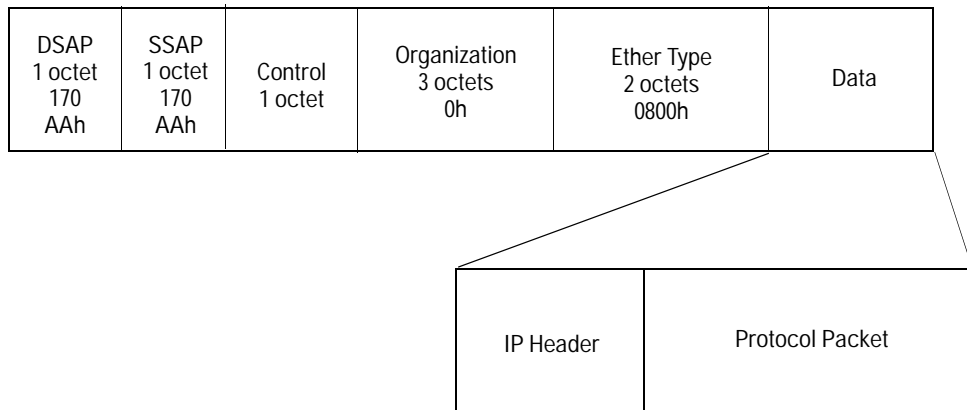 DSAP
1 octet
170
AAh
SSAP
1 octet
170
AAh
Control
1 octet
Organization
3 octets
0h
Ether Type
2 octets
0800h
Data
IP Header
Protocol Packet